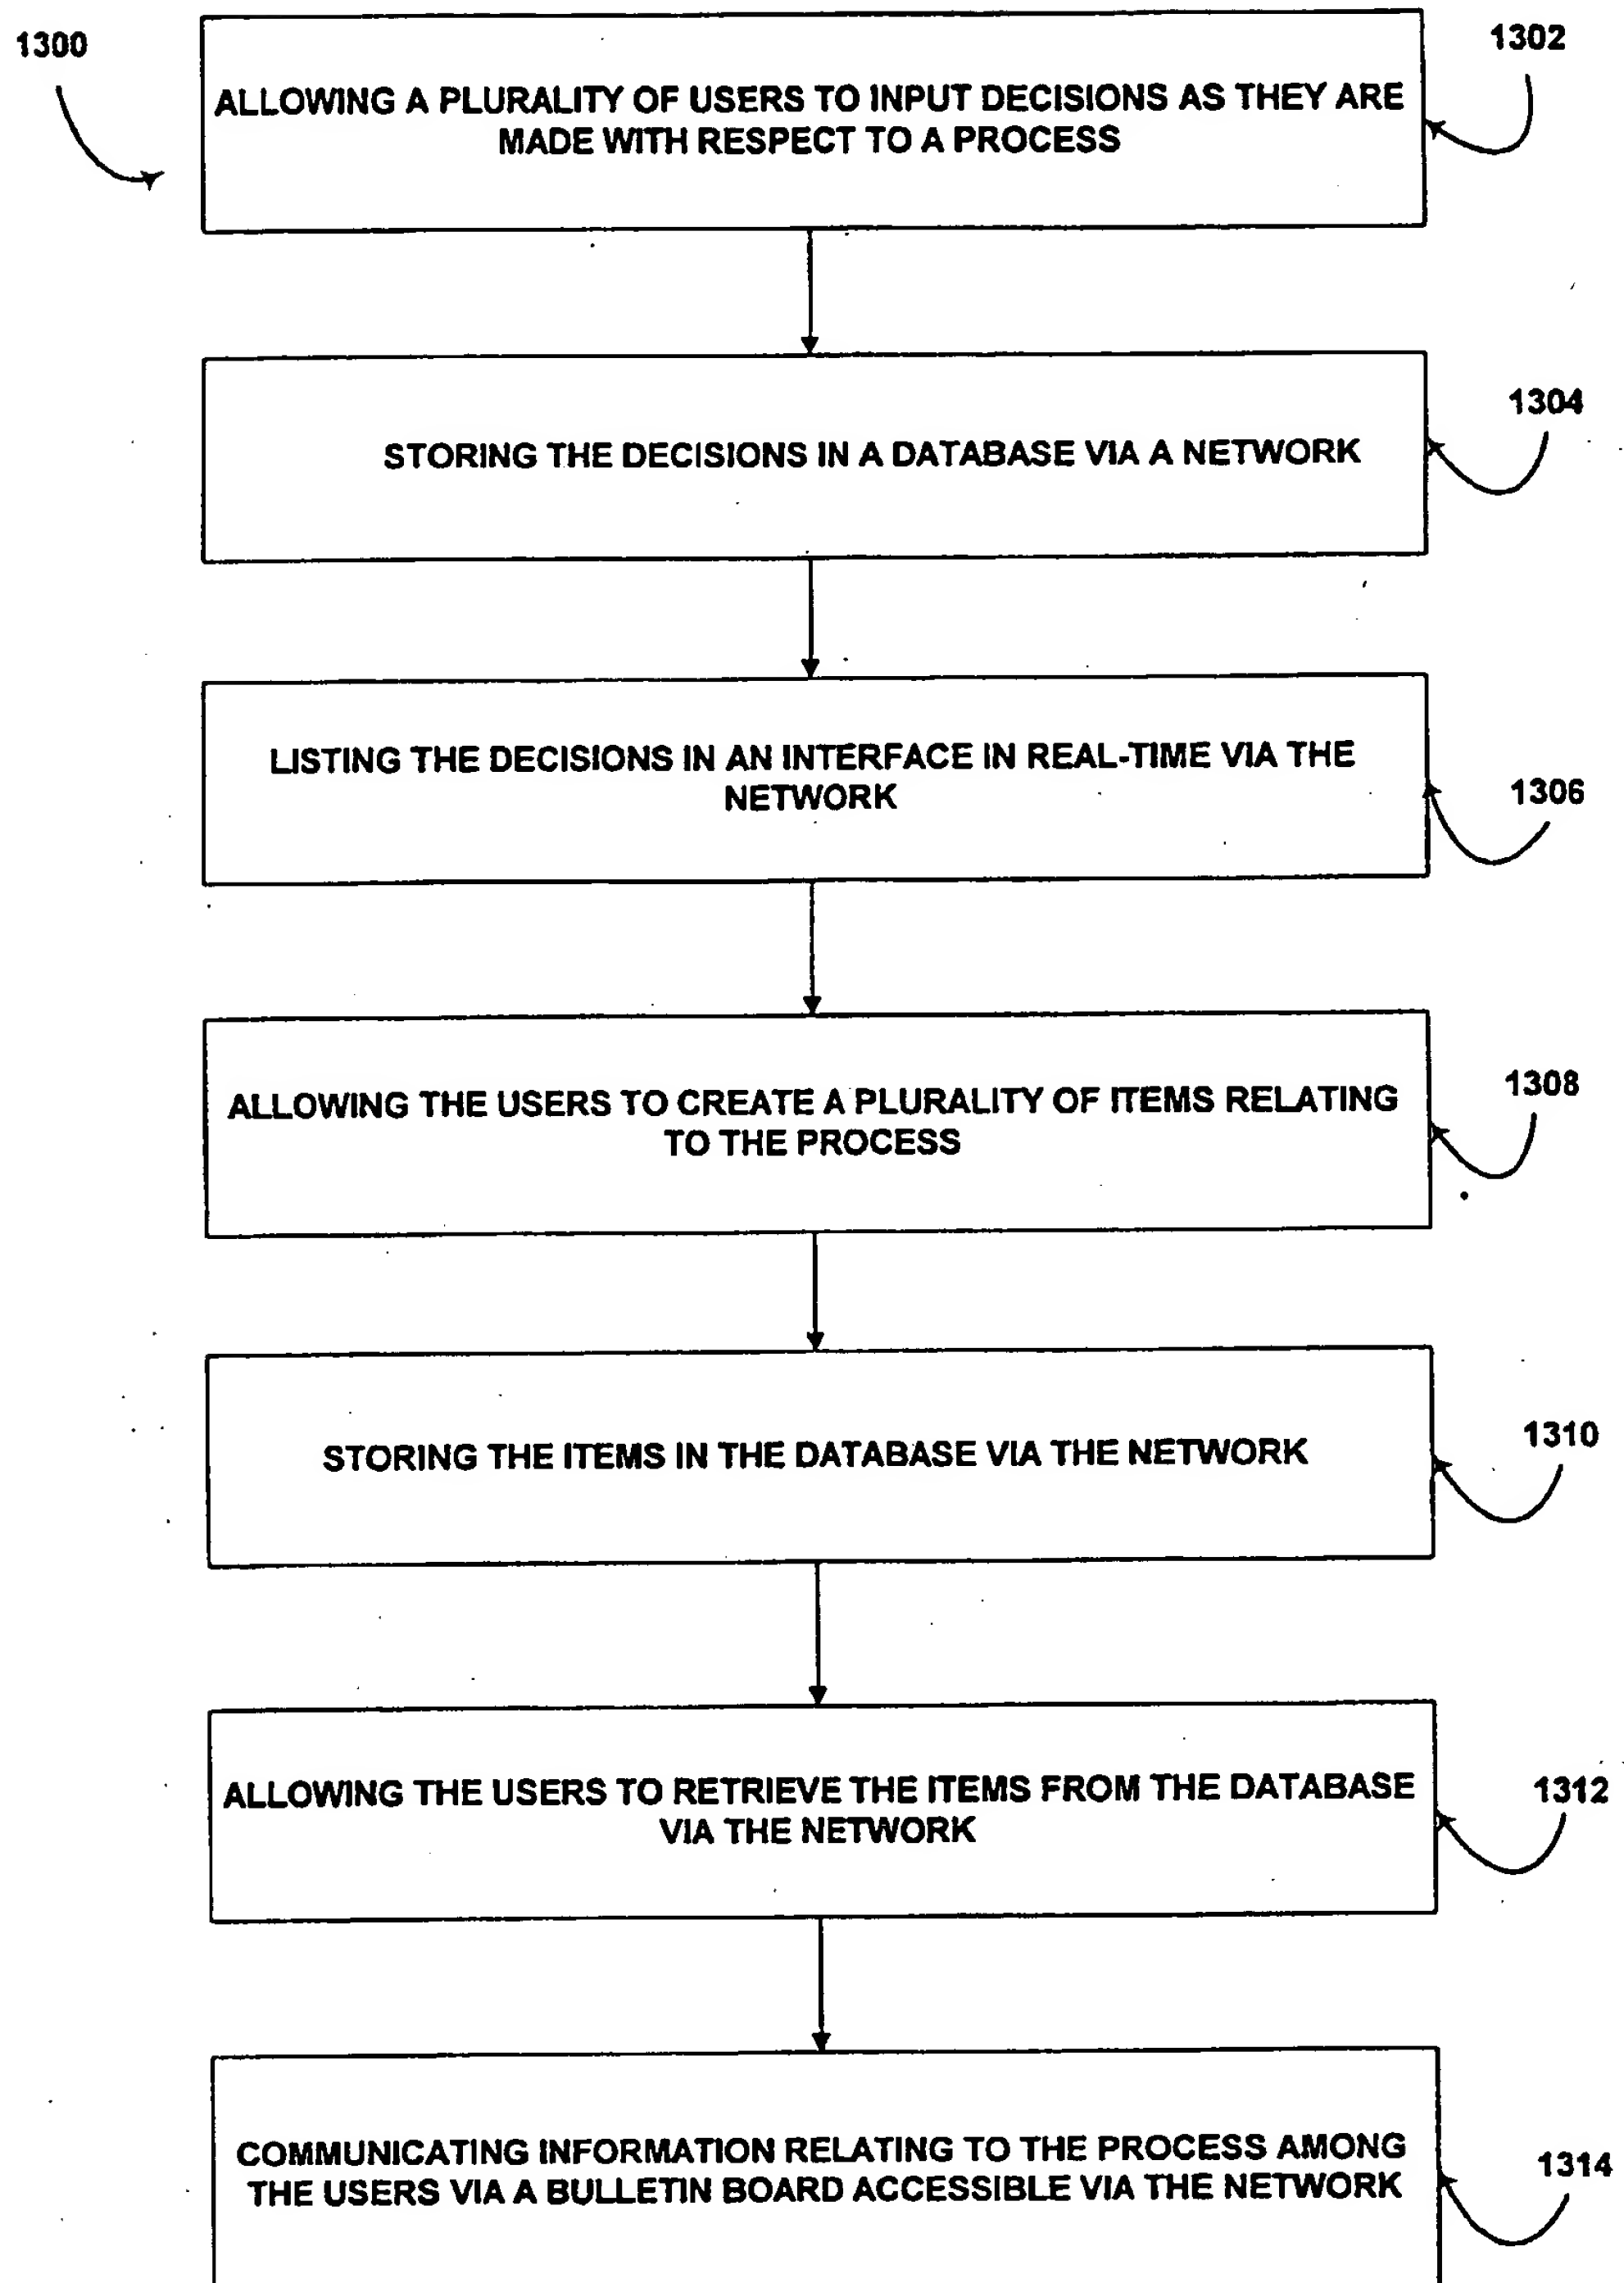 1300
1302
ALLOWING A PLURALITY OF USERS TO INPUT DECISIONS AS THEY ARE
MADE WITH RESPECT TO A PROCESS
STORING THE DECISIONS IN A DATABASE VIA A NETWORK
1304
LISTING THE DECISIONS IN AN INTERFACE IN REAL-TIME VIA THE
NETWORK
1306
ALLOWING THE USERS TO CREATE A PLURALITY OF ITEMS RELATING
TO THE PROCESS
1308
STORING THE ITEMS IN THE DATABASE VIA THE NETWORK
1310
ALLOWING THE USERS TO RETRIEVE THE ITEMS FROM THE DATABASE
VIA THE NETWORK
1312
COMMUNICATING INFORMATION RELATING TO THE PROCESS AMONG
THE USERS VIA A BULLETIN BOARD ACCESSIBLE VIA THE NETWORK
1314